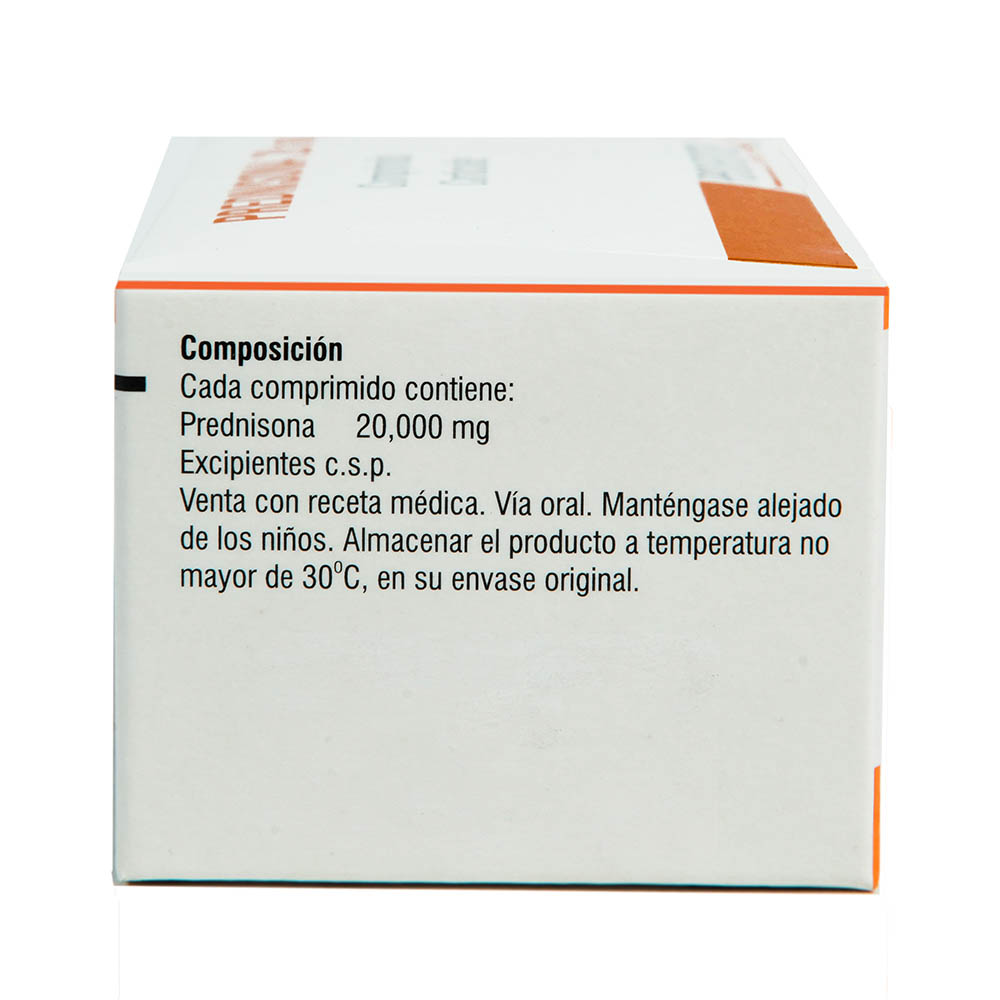 Composición
Cada comprimido contiene:
Prednisona 20,000 mg
Excipientes c.s.p.
Venta con receta médica. Vía oral. Manténgase alejado
de los niños. Almacenar el producto a temperatura no
mayor de 30⁰C, en su envase original.